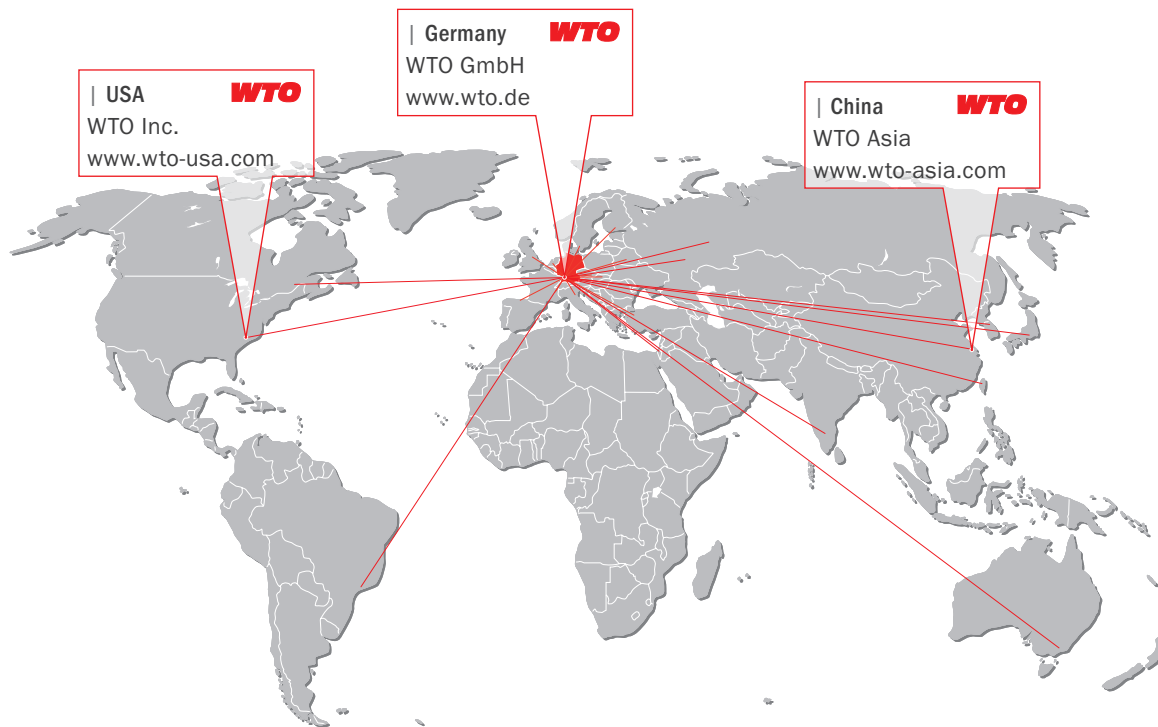 | USA WTO
WTO Inc.
www.wto-usa.com
| Germany WTO
WTO GmbH
www.wto.de
| China WTO
WTO Asia
www.wto-asia.com